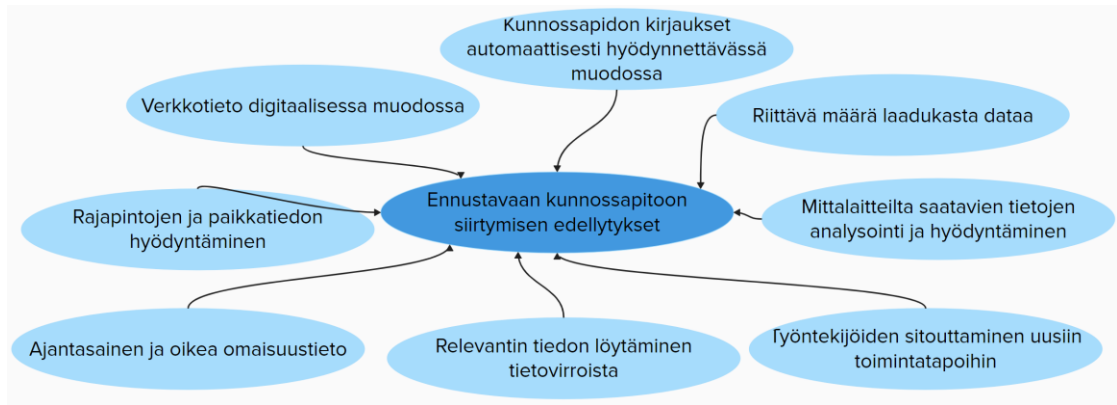 Kunnossapidon kirjaukset
automaattisesti hyödynnettävässä
muodossa
Verkkotieto digitaalisessa muodossa
Riittävä määrä laadukasta dataa
Ennustavaan kunnossapitoon
siirtymisen edellytykset
Rajapintojen ja paikkatiedon
hyödyntäminen
Mittalaitteilta saatavien tietojen
analysointi ja hyödyntäminen
Ajantasainen ja oikea omaisuustieto
Relevantin tiedon löytäminen
tietovirroista
Työntekijöiden sitouttaminen uusiin
toimintatapoihin